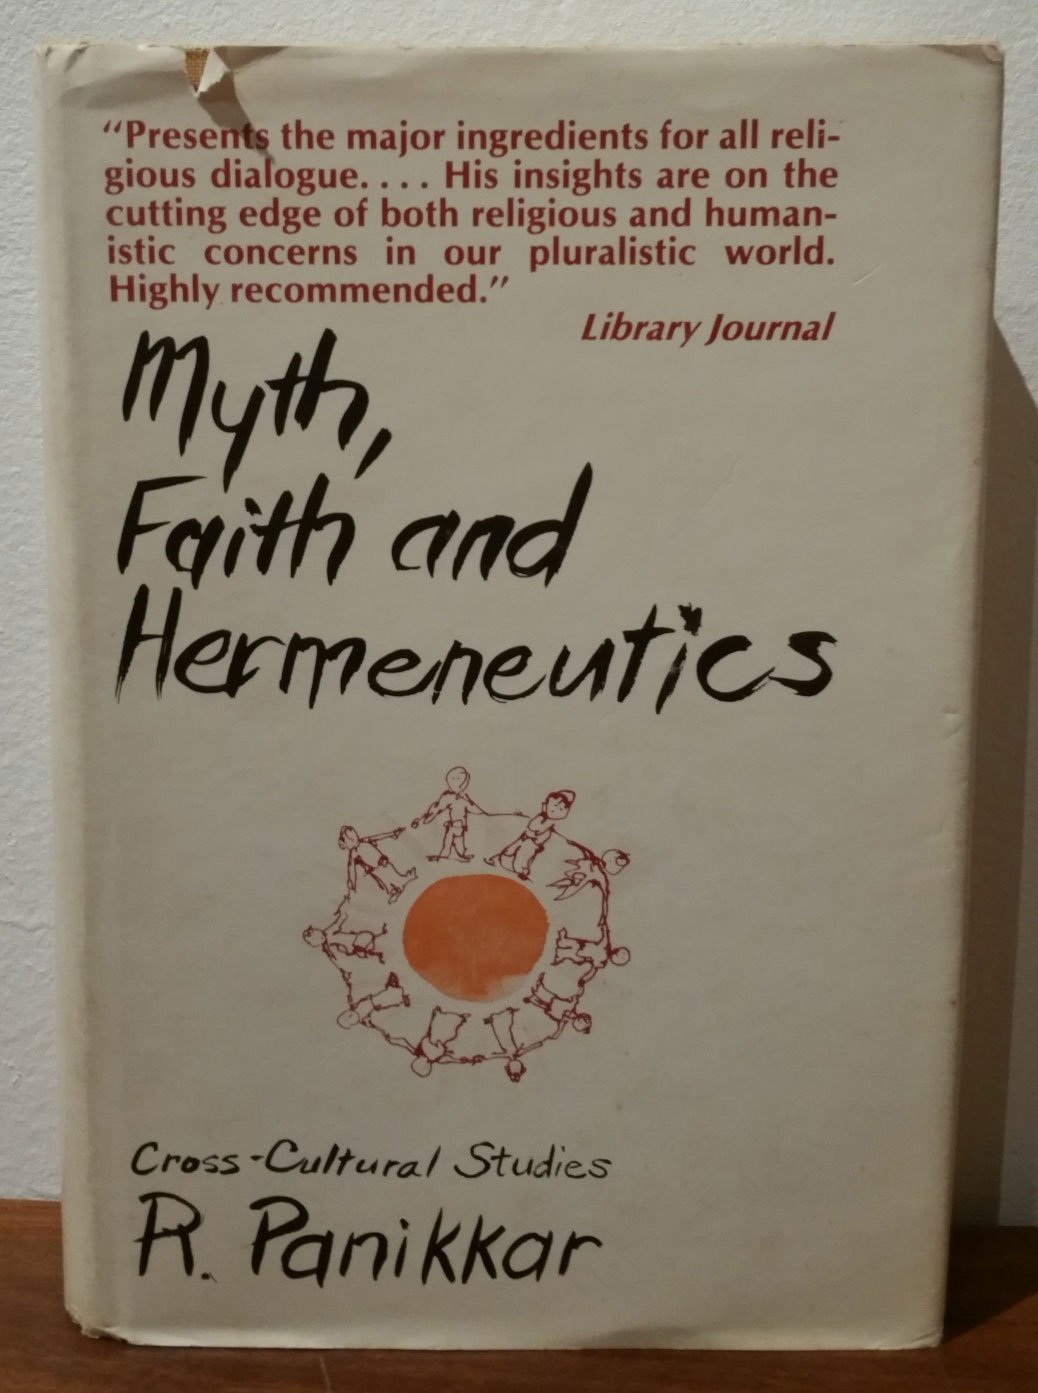 “Presents the major ingredients for all reli-
gious dialogue.... His insights are on the
cutting edge of both religious and human-
istic concerns in our pluralistic world.
Highly recommended.”
Library Journal
Myth,
Faith and
Hermeneutics
Cross-Cultural Studies
R. Panikkar